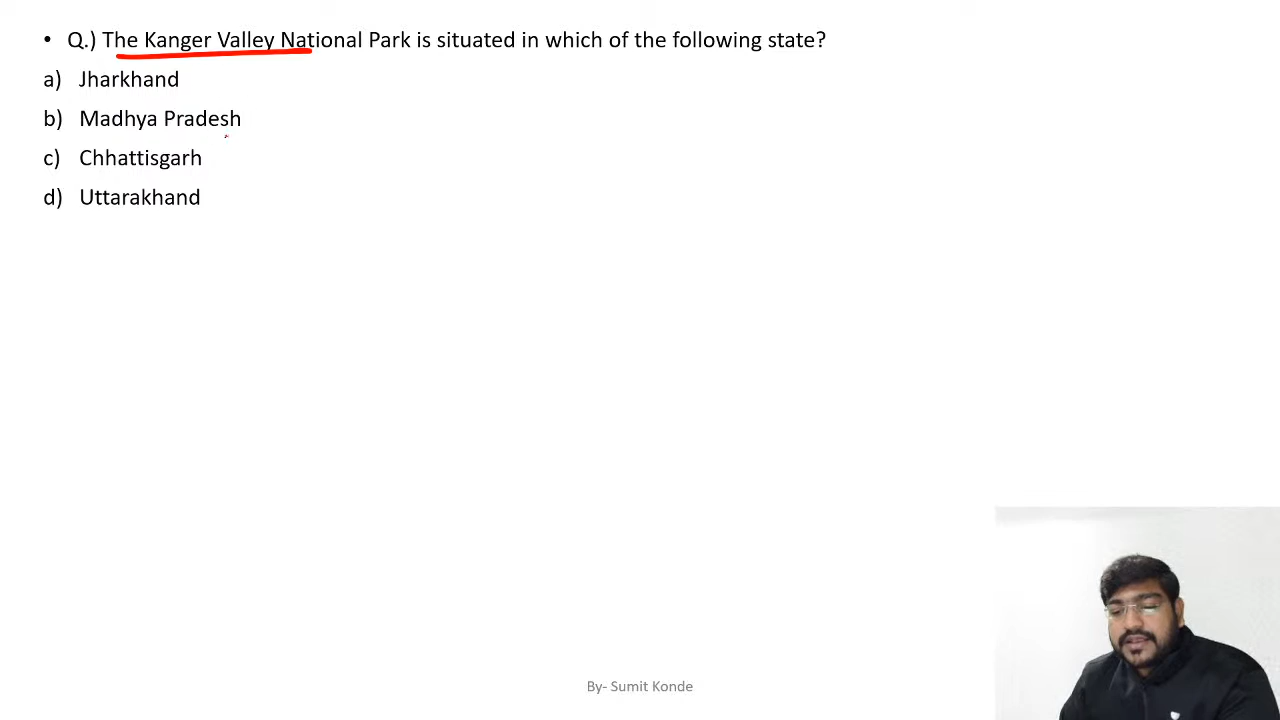 • Q.) The Kanger Valley National Park is situated in which of the following state?
a) Jharkhand
b) Madhya Pradesh
c) Chhattisgarh
d) Uttarakhand
By- Sumit Konde